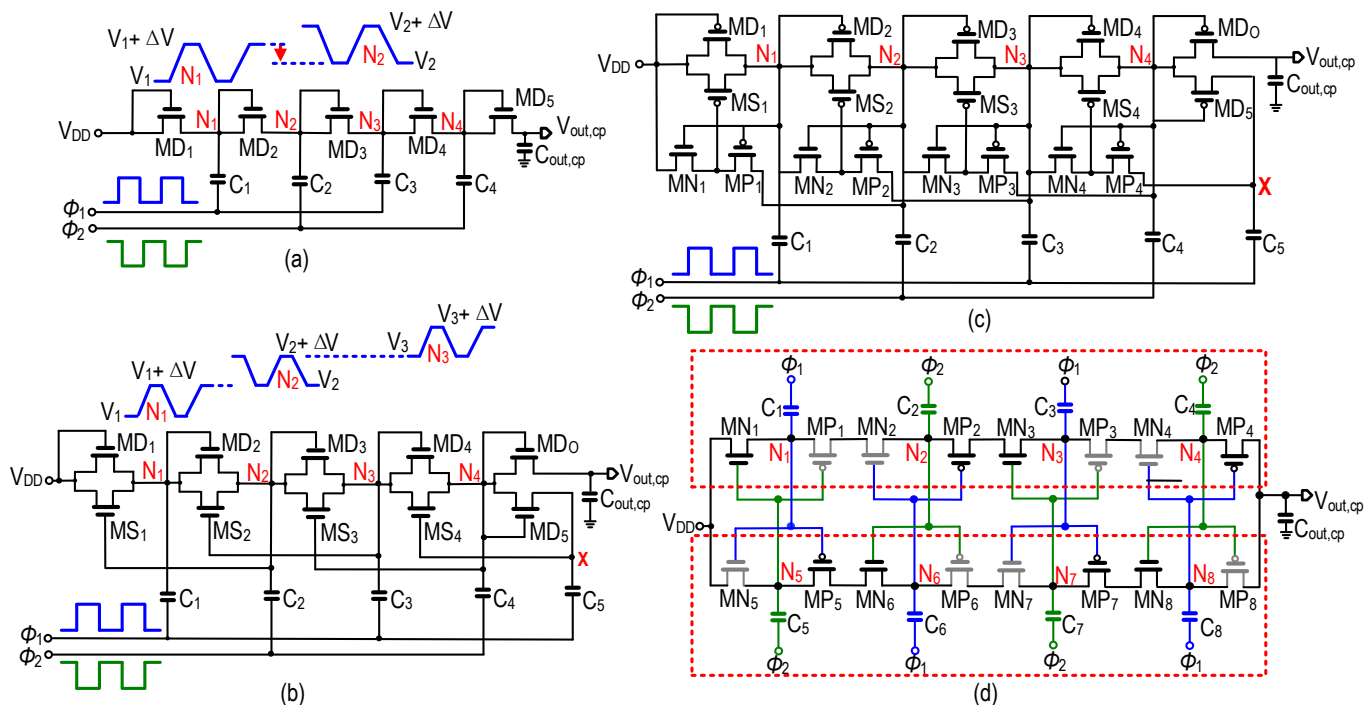 V1+ ΔV
V2+ ΔV
V1
N1
N2
V2
MD5
VDD
N1
N2
N3
N4
Vout,cp
MD1
MD2
MD3
MD4
Cout,cp
C1
C2
C3
C4
Φ1
Φ2
(a)
V3+ ΔV
V2+ ΔV
V3
N3
V1+ ΔV
N2
V2
V1
N1
MD1
MD2
MD3
MD4
MDO
VDD
N1
N2
N3
N4
Vout,cp
Cout,cp
MS1
MS2
MS3
MS4
MD5
X
C1
C2
C3
C4
C5
Φ1
Φ2
(b)
MD1
MD2
MD3
MD4
MDO
N1
N2
N3
N4
VDD
Vout,cp
Cout,cp
MS1
MS2
MS3
MS4
MD5
MN1
MP1
MN2
MP2
MN3
MP3
MN4
MP4
X
C1
C2
C3
C4
C5
Φ1
Φ2
(c)
Φ1
Φ2
Φ1
Φ2
C1
C2
C3
C4
MN1
MP1
MN2
MP2
MN3
MP3
MN4
MP4
N1
N2
N3
N4
Vout,cp
VDD
Cout,cp
N5
N6
N7
N8
MN5
MP5
MN6
MP6
MN7
MP7
MN8
MP8
C5
C6
C7
C8
Φ2
Φ1
Φ2
Φ1
(d)